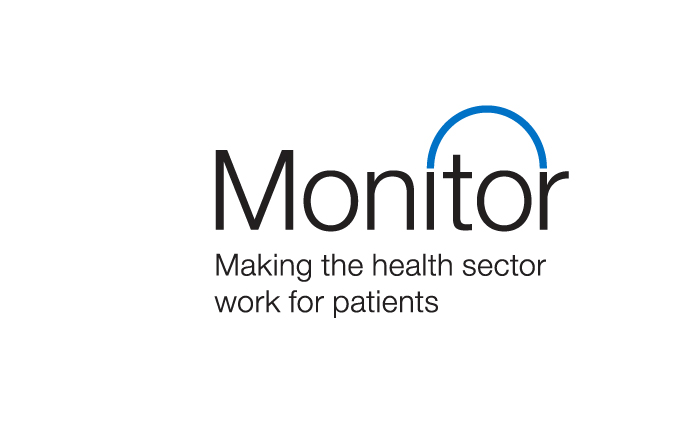 Monitor
Making the health sector
work for patients